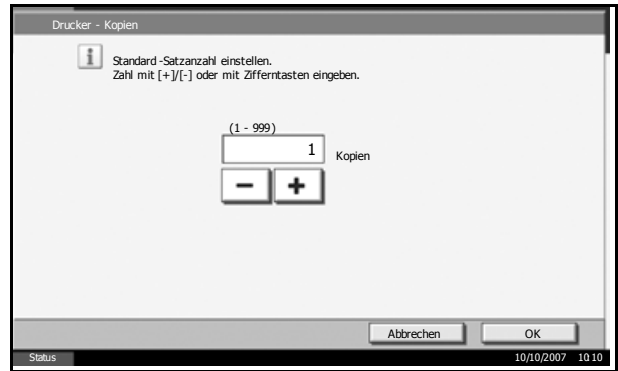 Drucker - Kopien
Standard -Satzanzahl einstellen.
Zahl mit [+]/[-] oder mit Zifferntasten eingeben.
(1 - 999)
1 Kopien
− +
Abbrechen OK
Status 10/10/2007 10:10